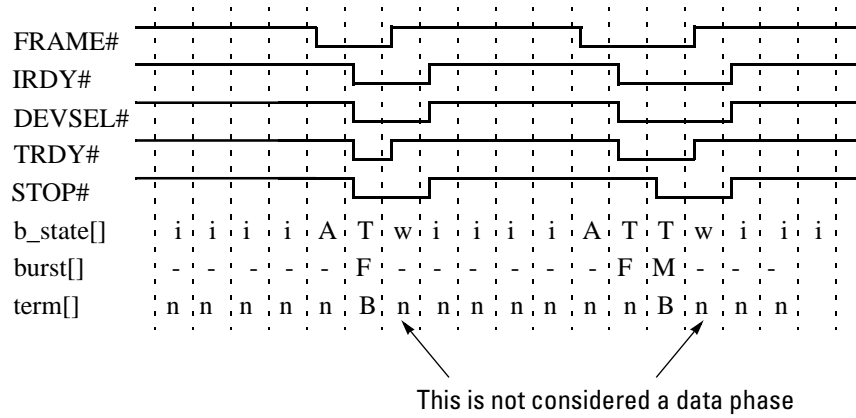 FRAME#
IRDY#
DEVSEL#
TRDY#
STOP#
b_state[] i i i i A T w i i i i A T T w i i i
burst[] - - - - - F - - - - - - F M - - -
term[] n n n n n B n n n n n n n B n n n
This is not considered a data phase